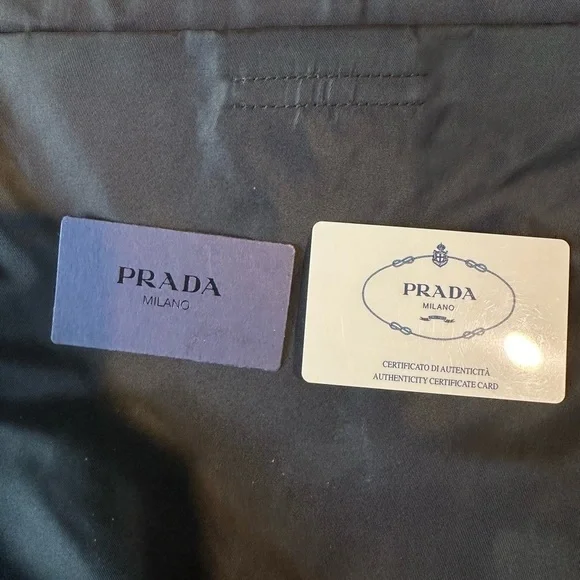 PRADA
MILANO
PRADA
MILANO
CERTIFICATO DI AUTENTICITÀ
AUTHENTICITY CERTIFICATE CARD